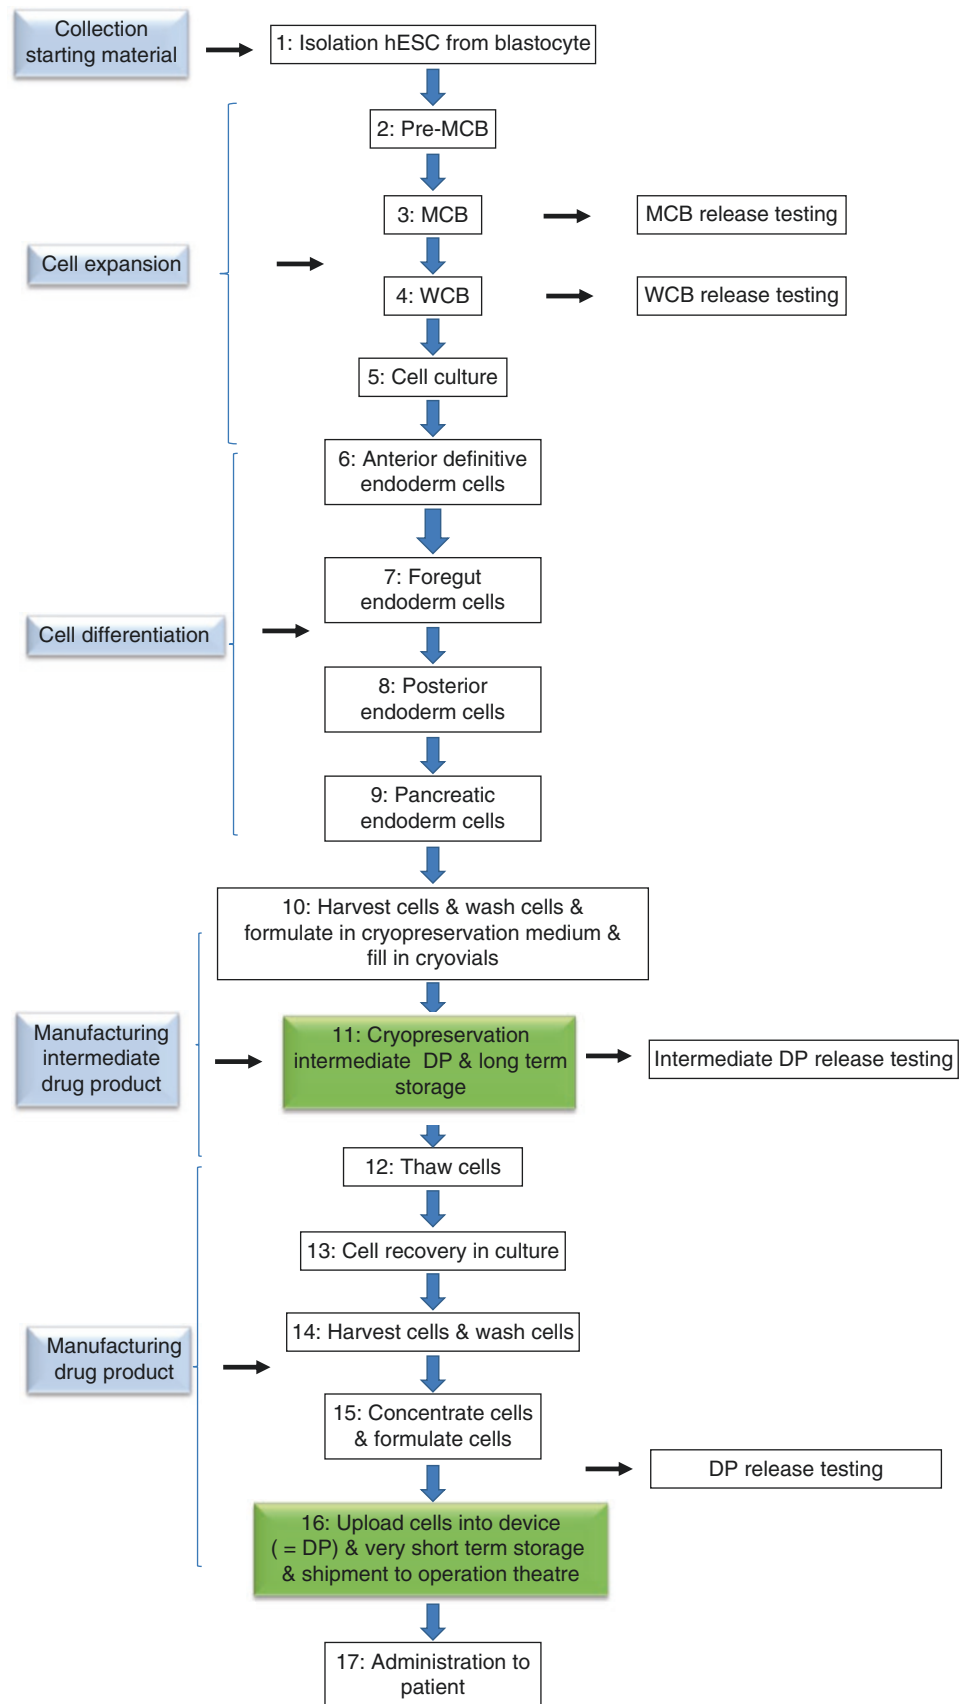 Collection
starting material
1: Isolation hESC from blastocyte
2: Pre-MCB
3: MCB
MCB release testing
Cell expansion
4: WCB
WCB release testing
5: Cell culture
6: Anterior definitive
endoderm cells
7: Foregut
endoderm cells
Cell differentiation
8: Posterior
endoderm cells
9: Pancreatic
endoderm cells
10: Harvest cells & wash cells &
formulate in cryopreservation medium &
fill in cryovials
Manufacturing
intermediate
drug product
11: Cryopreservation
intermediate DP & long term
storage
Intermediate DP release testing
12: Thaw cells
13: Cell recovery in culture
14: Harvest cells & wash cells
Manufacturing
drug product
15: Concentrate cells
& formulate cells
DP release testing
16: Upload cells into device
( = DP) & very short term storage
& shipment to operation theatre
17: Administration to
patient